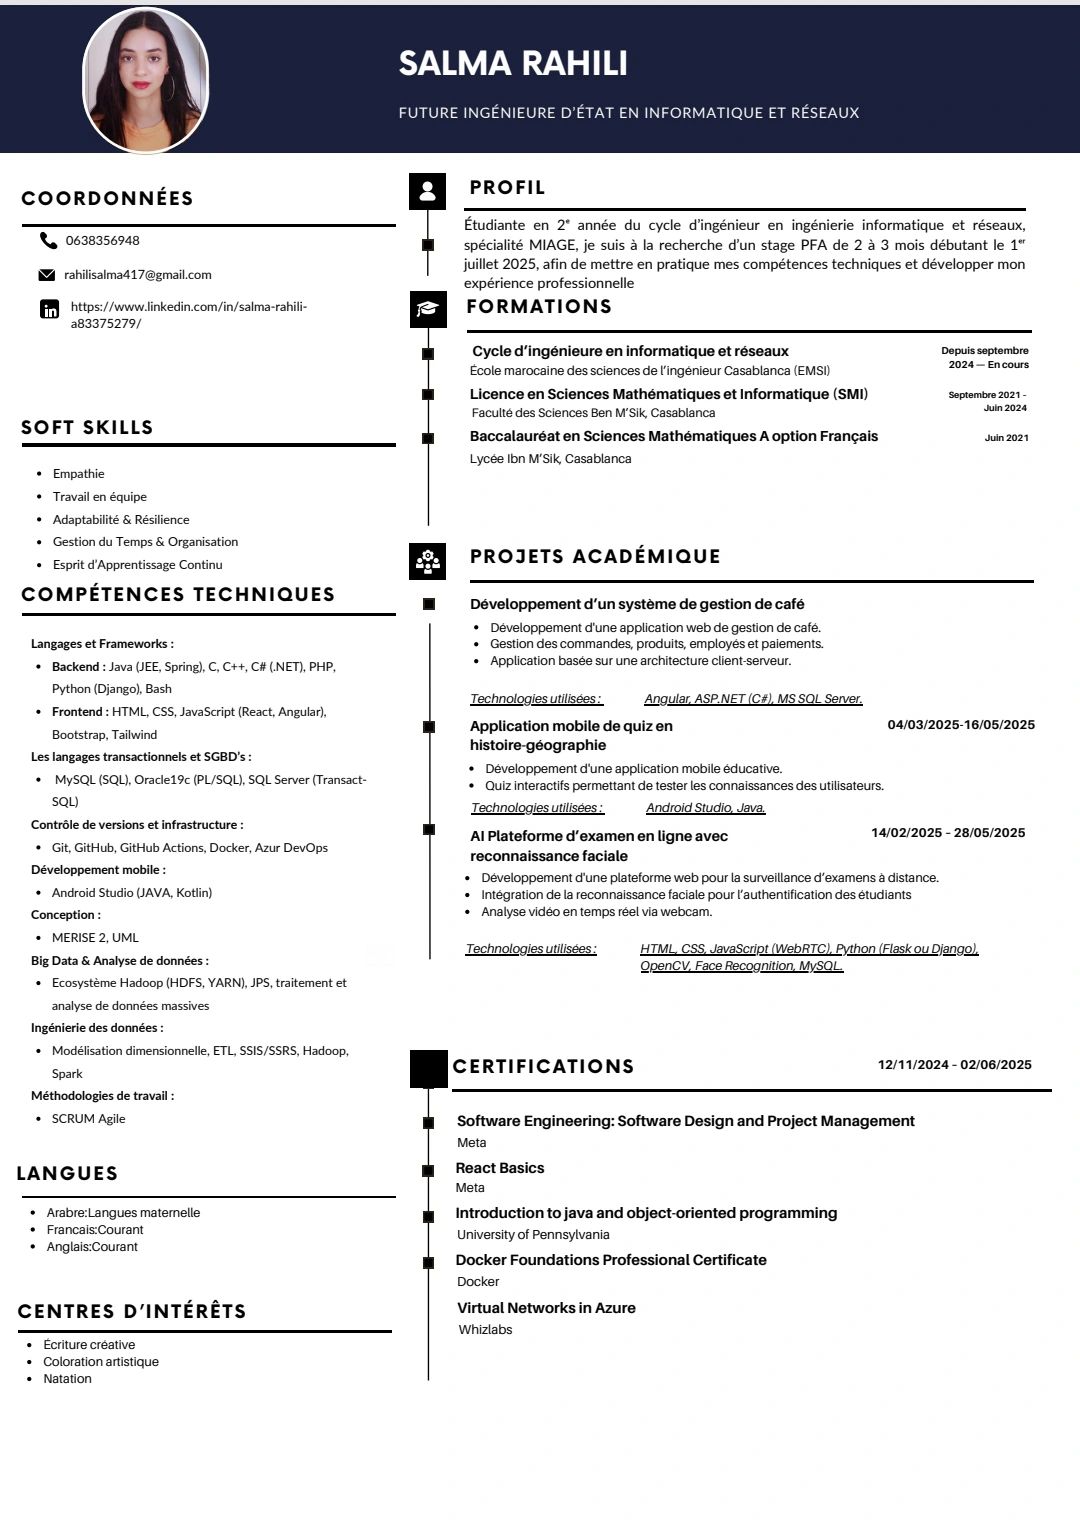 SALMA RAHILI
FUTURE INGÉNIEURE D'ÉTAT EN INFORMATIQUE ET RÉSEAUX
COORDONNÉES
0638356948
rahilisalma417@gmail.com
https://www.linkedin.com/in/salma-rahili-
a83375279/
SOFT SKILLS
• Empathie
• Travail en équipe
• Adaptabilité & Résilience
• Gestion du Temps & Organisation
• Esprit d'Apprentissage Continu
COMPÉTENCES TECHNIQUES
Langages et Frameworks :
• Backend : Java (JEE, Spring), C, C++, C# (.NET), PHP,
Python (Django), Bash
• Frontend : HTML, CSS, JavaScript (React, Angular),
Bootstrap, Tailwind
Les langages transactionnels et SGBD's :
• MySQL (SQL), Oracle19c (PL/SQL), SQL Server (Transact-
SQL)
Contrôle de versions et infrastructure :
• Git, GitHub, GitHub Actions, Docker, Azur DevOps
Développement mobile :
• Android Studio (JAVA, Kotlin)
Conception :
• MERISE 2, UML
Big Data & Analyse de données :
• Ecosystème Hadoop (HDFS, YARN), JPS, traitement et
analyse de données massives
Ingénierie des données :
• Modélisation dimensionnelle, ETL, SSIS/SSRS, Hadoop,
Spark
Méthodologies de travail :
• SCRUM Agile
LANGUES
• Arabre:Langues maternelle
• Francais:Courant
• Anglais:Courant
CENTRES D'INTÉRÊTS
• Écriture créative
• Coloration artistique
• Natation
PROFIL
Étudiante en 2ᵉ année du cycle d'ingénieur en ingénierie informatique et réseaux,
spécialité MIAGE, je suis à la recherche d'un stage PFA de 2 à 3 mois débutant le 1ᵉʳ
juillet 2025, afin de mettre en pratique mes compétences techniques et développer mon
expérience professionnelle
FORMATIONS
Cycle d'ingénieure en informatique et réseaux
Depuis septembre
2024 — En cours
École marocaine des sciences de l'ingénieur Casablanca (EMSI)
Licence en Sciences Mathématiques et Informatique (SMI)
Septembre 2021 -
Juin 2024
Faculté des Sciences Ben M'Sik, Casablanca
Baccalauréat en Sciences Mathématiques A option Français
Juin 2021
Lycée Ibn M'Sik, Casablanca
PROJETS ACADÉMIQUE
Développement d'un système de gestion de café
• Développement d'une application web de gestion de café.
• Gestion des commandes, produits, employés et paiements.
• Application basée sur une architecture client-serveur.
Technologies utilisées : Angular, ASP.NET (C#), MS SQL Server.
Application mobile de quiz en
histoire-géographie
04/03/2025-16/05/2025
• Développement d'une application mobile éducative.
• Quiz interactifs permettant de tester les connaissances des utilisateurs.
Technologies utilisées : Android Studio, Java.
AI Plateforme d'examen en ligne avec
reconnaissance faciale
14/02/2025 – 28/05/2025
• Développement d'une plateforme web pour la surveillance d'examens à distance.
• Intégration de la reconnaissance faciale pour l'authentification des étudiants
• Analyse vidéo en temps réel via webcam.
Technologies utilisées : HTML, CSS, JavaScript (WebRTC), Python (Flask ou Django),
OpenCV, Face Recognition, MySQL.
CERTIFICATIONS
12/11/2024 – 02/06/2025
Software Engineering: Software Design and Project Management
Meta
React Basics
Meta
Introduction to java and object-oriented programming
University of Pennsylvania
Docker Foundations Professional Certificate
Docker
Virtual Networks in Azure
Whizlabs